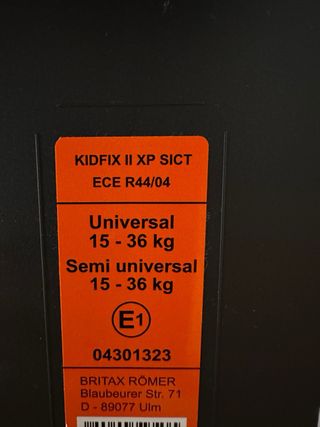 KIDFIX II XP SICT
ECE R44/04
Universal
15 - 36 kg
Semi universal
15 - 36 kg
E1
04301323
BRITAX RÖMER
Blaubeurer Str. 71
D - 89077 Ulm